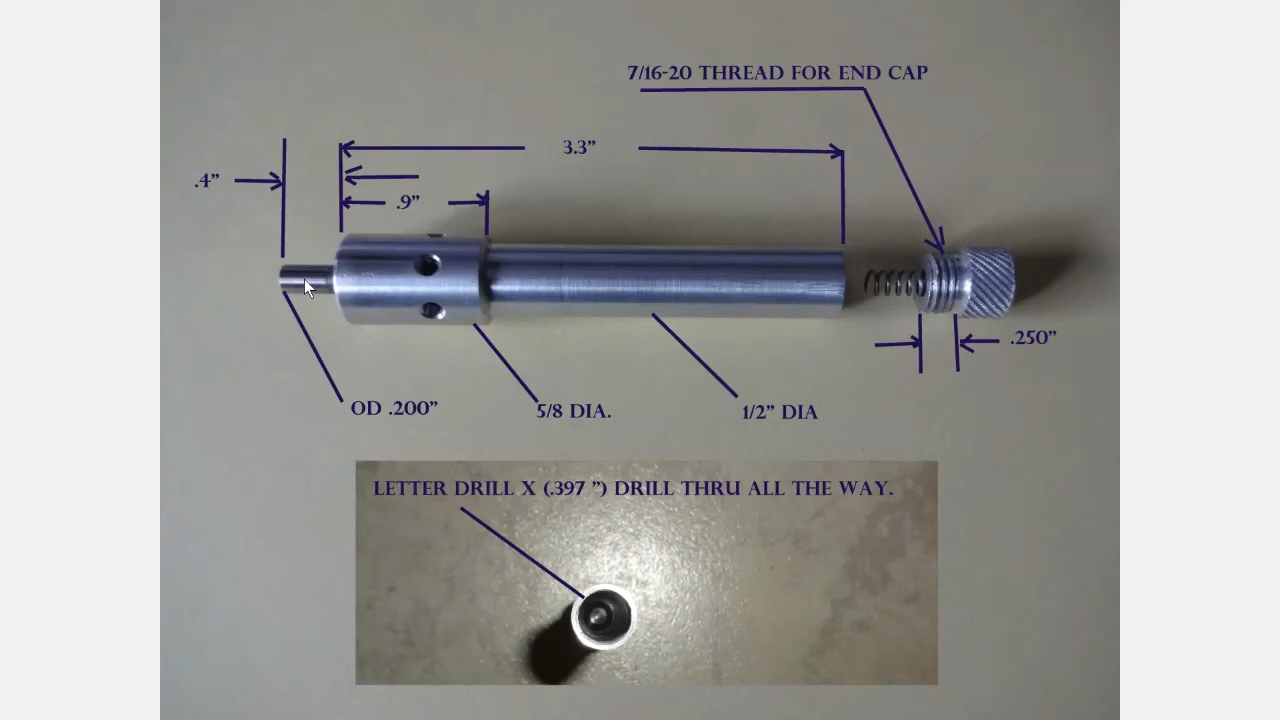 7/16-20 THREAD FOR END CAP
3.3"
.4"
.9"
.250"
OD .200"
5/8 DIA.
1/2" DIA
LETTER DRILL X (.397 ") DRILL THRU ALL THE WAY.